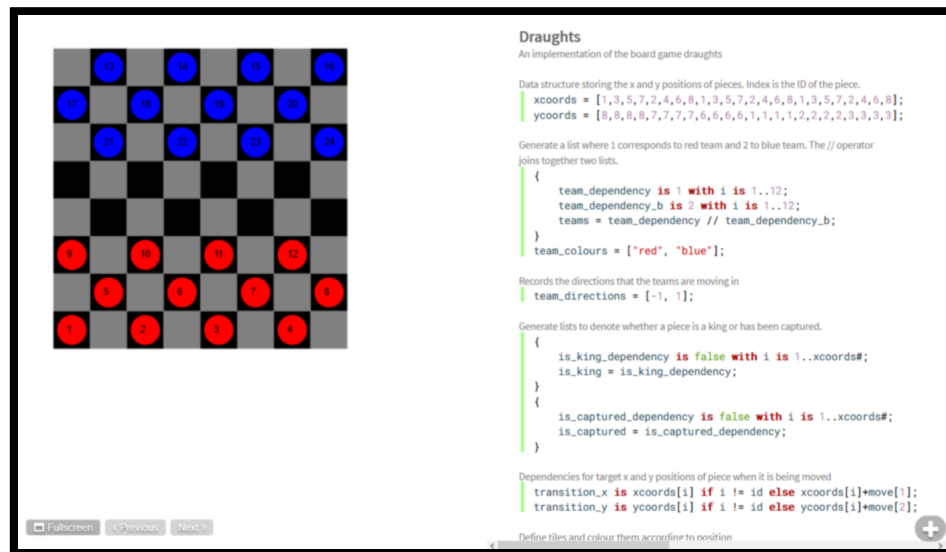 13 14 15 16
17 18 19 20
21 22 23 24
9 10 11 12
5 6 7 8
1 2 3 4
Fullscreen < Previous Next >
Draughts
An implementation of the board game draughts
Data structure storing the x and y positions of pieces. Index is the ID of the piece.
xcoords = [1,3,5,7,2,4,6,8,1,3,5,7,2,4,6,8,1,3,5,7,2,4,6,8];
ycoords = [8,8,8,8,7,7,7,7,6,6,6,6,1,1,1,1,2,2,2,2,3,3,3,3];
Generate a list where 1 corresponds to red team and 2 to blue team. The // operator
joins together two lists.
{
team_dependency is 1 with i is 1..12;
team_dependency_b is 2 with i is 1..12;
teams = team_dependency // team_dependency_b;
}
team_colours = ["red", "blue"];
Records the directions that the teams are moving in
team_directions = [-1, 1];
Generate lists to denote whether a piece is a king or has been captured.
{
is_king_dependency is false with i is 1..xcoords#;
is_king = is_king_dependency;
}
{
is_captured_dependency is false with i is 1..xcoords#;
is_captured = is_captured_dependency;
}
Dependencies for target x and y positions of piece when it is being moved
transition_x is xcoords[i] if i != id else xcoords[i]+move[1];
transition_y is ycoords[i] if i != id else ycoords[i]+move[2];
Define tiles and colour them according to position